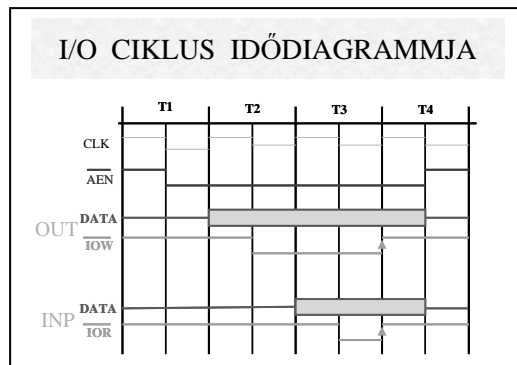 I/O CIKLUS IDŐDIAGRAMMJA
T1 T2 T3 T4
CLK
AEN
DATA
OUT
IOW
DATA
INP
IOR